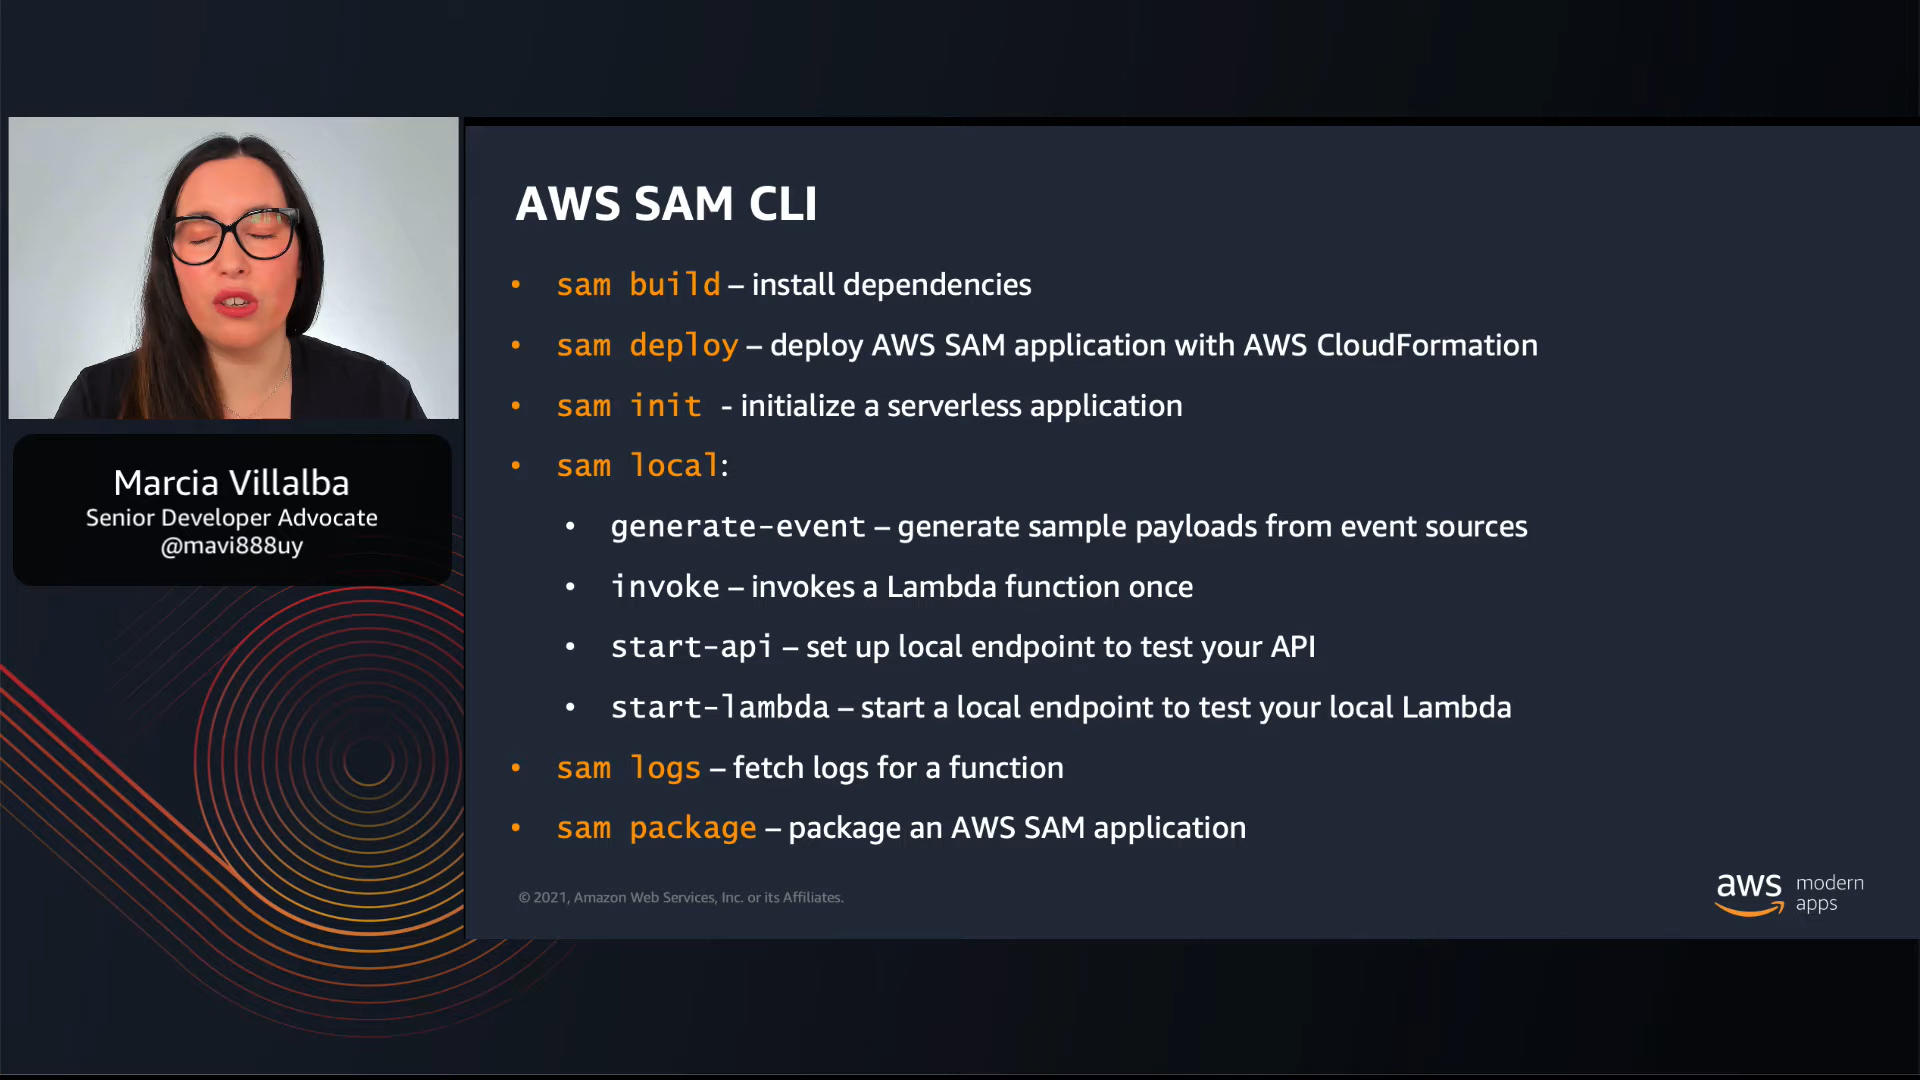 Marcia Villalba
Senior Developer Advocate
@mavi888uy
AWS SAM CLI
• sam build – install dependencies
• sam deploy – deploy AWS SAM application with AWS CloudFormation
• sam init - initialize a serverless application
• sam local:
• generate-event – generate sample payloads from event sources
• invoke – invokes a Lambda function once
• start-api – set up local endpoint to test your API
• start-lambda – start a local endpoint to test your local Lambda
• sam logs – fetch logs for a function
• sam package – package an AWS SAM application
© 2021, Amazon Web Services, Inc. or its Affiliates.
aws modern
apps